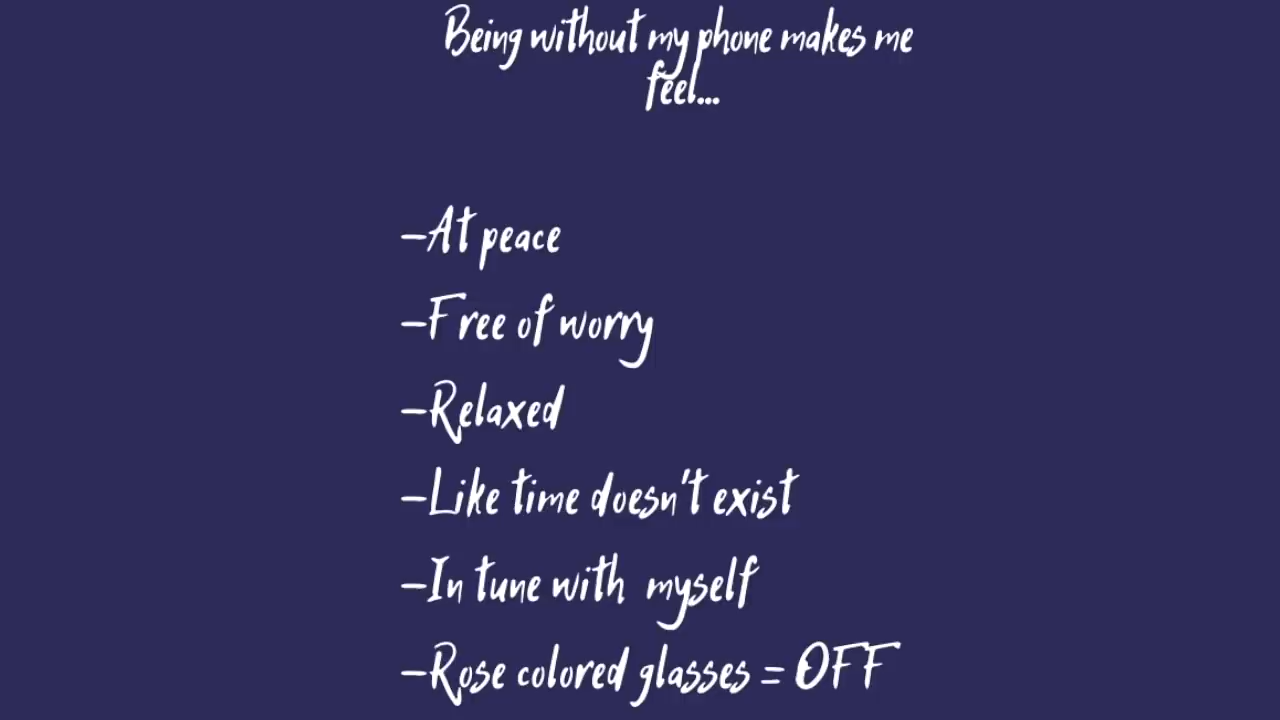 Being without my phone makes me
feel...
-At peace
-Free of worry
-Relaxed
-Like time doesn't exist
-In tune with myself
-Rose colored glasses = OFF